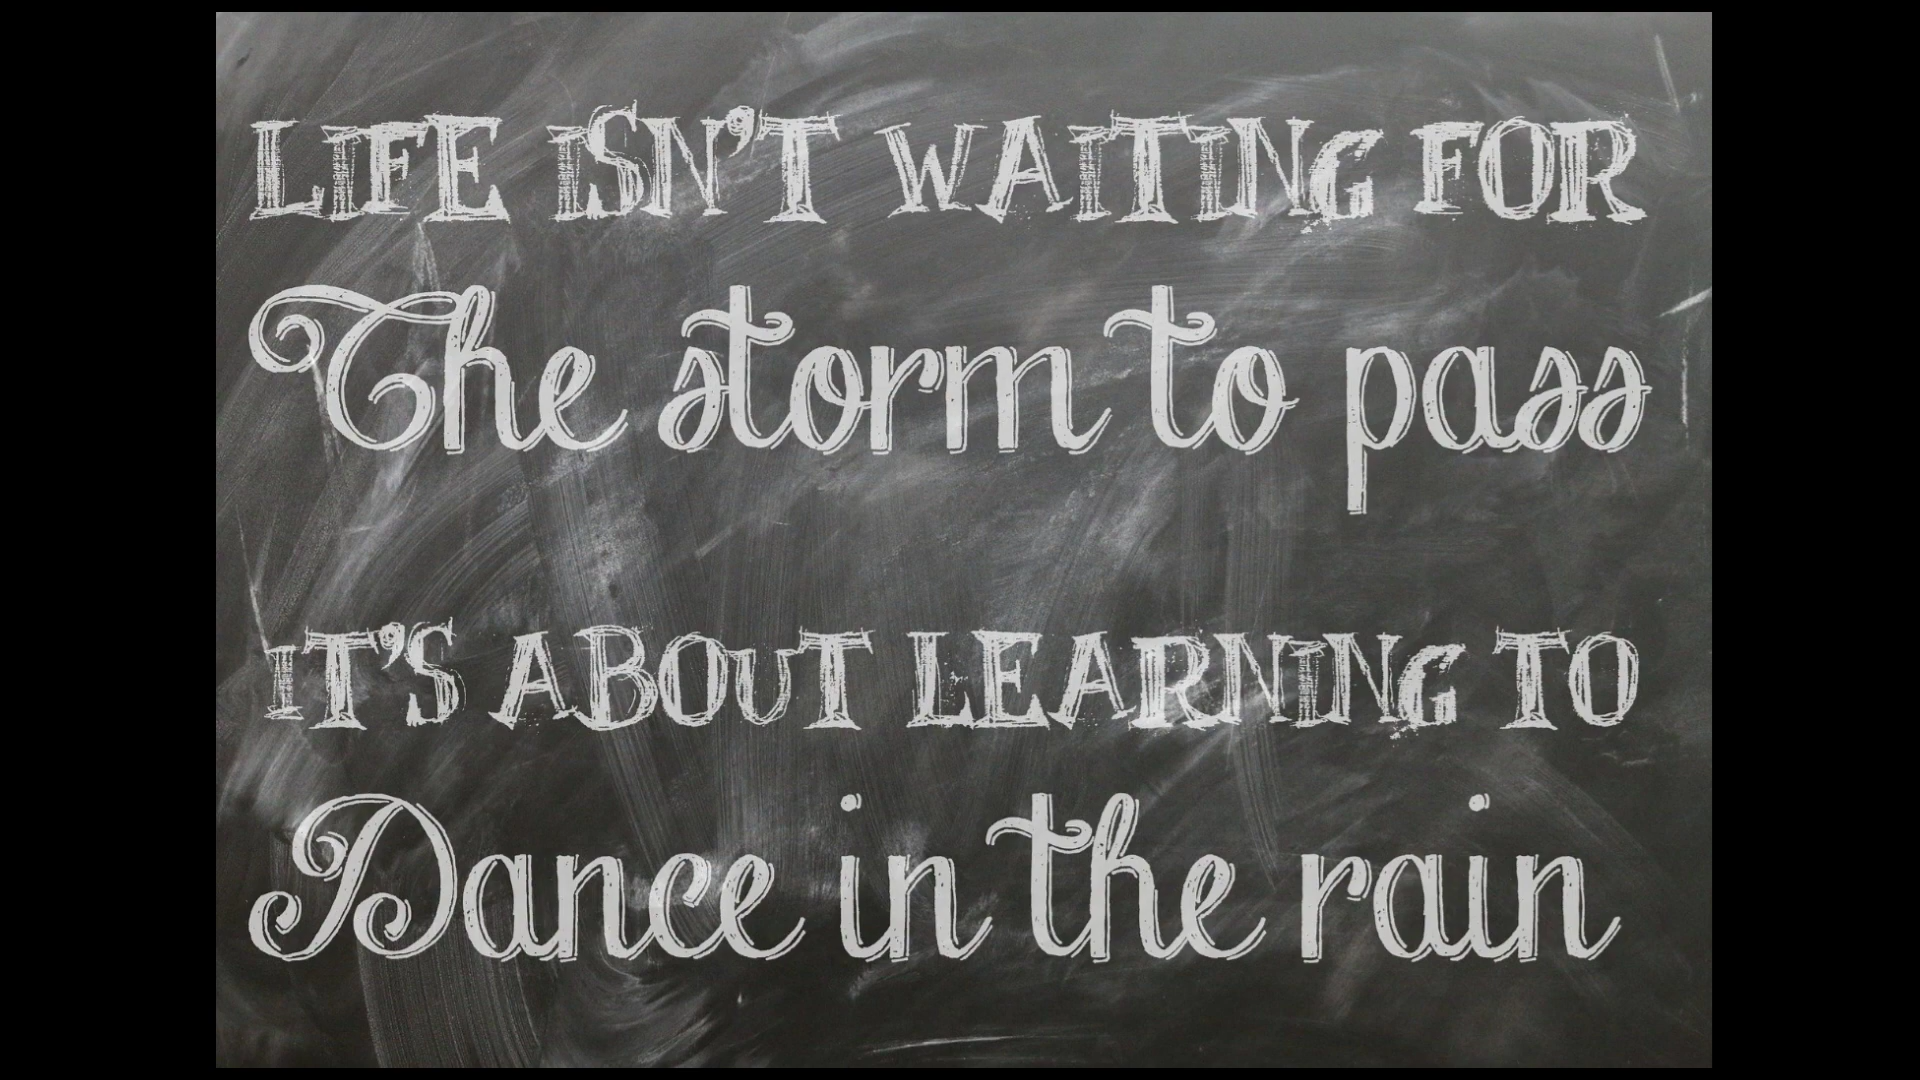 LIFE ISN'T WAITING FOR
The storm to pass
IT'S ABOUT LEARNING TO
Dance in the rain